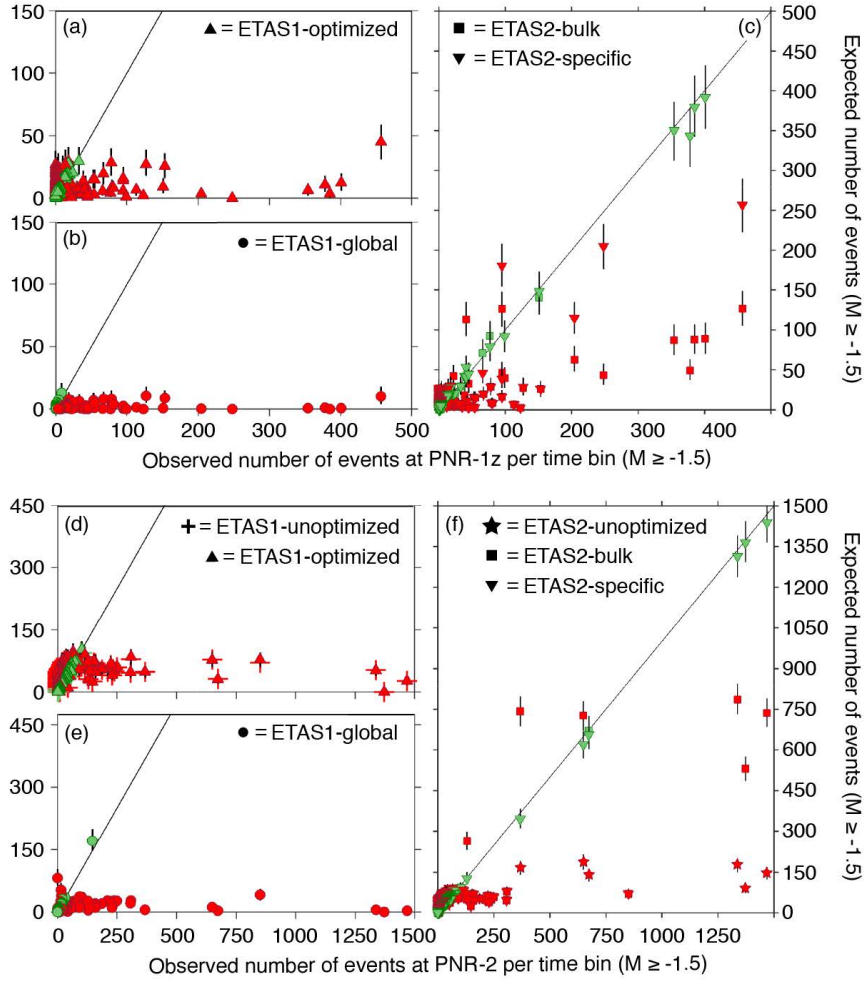 (a)
▲ = ETAS1-optimized
150
100
50
0
(b)
● = ETAS1-global
150
100
50
0
0 100 200 300 400 500
■ = ETAS2-bulk
(c)
▼ = ETAS2-specific
500
450
400
350
300
250
200
150
100
50
0
0 100 200 300 400
Expected number of events (M ≥ -1.5)
Observed number of events at PNR-1z per time bin (M ≥ -1.5)
(d)
+ = ETAS1-unoptimized
▲ = ETAS1-optimized
450
300
150
0
(e)
● = ETAS1-global
450
300
150
0
0 250 500 750 1000 1250 1500
(f)
★ = ETAS2-unoptimized
■ = ETAS2-bulk
▼ = ETAS2-specific
1500
1350
1200
1050
900
750
600
450
300
150
0
0 250 500 750 1000 1250
Expected number of events (M ≥ -1.5)
Observed number of events at PNR-2 per time bin (M ≥ -1.5)